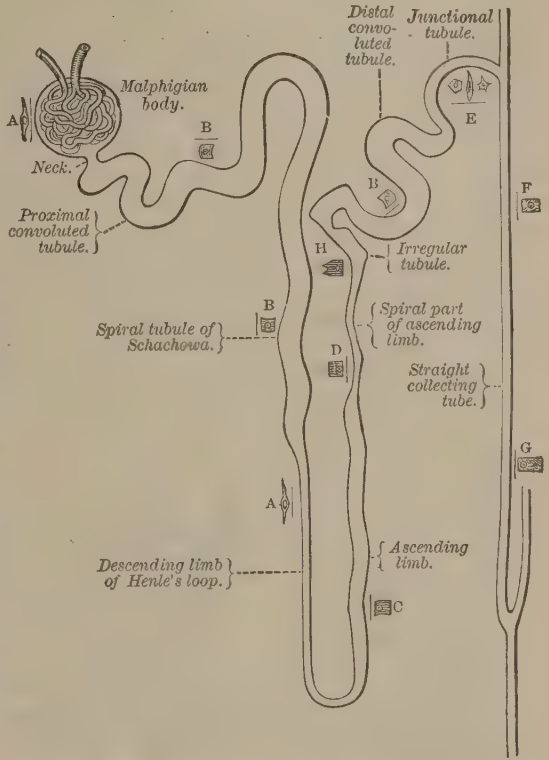 Distal
convo-
luted
tubule.
Junctional
tubule.
Malphigian
body.
A
B
E
Neck.
B
F
Proximal
convoluted
tubule.
H
Irregular
tubule.
B
Spiral tubule of
Schachowa.
Spiral part
of ascending
limb.
D
Straight
collecting
tube.
G
A
Ascending
limb.
Descending limb
of Henle's loop.
C